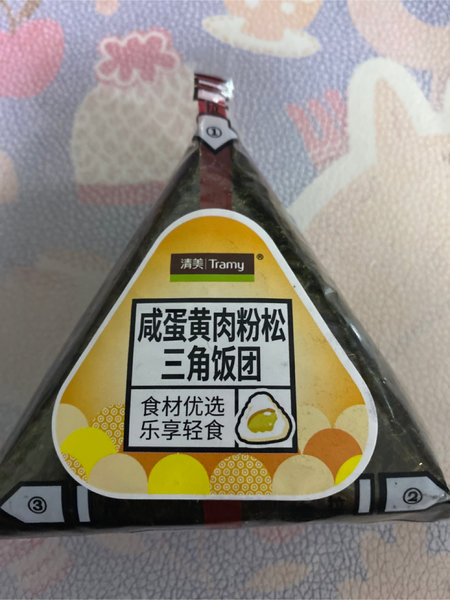 ①
清美 Tramy ®
咸蛋黄肉粉松
三角饭团
食材优选
乐享轻食
③
②